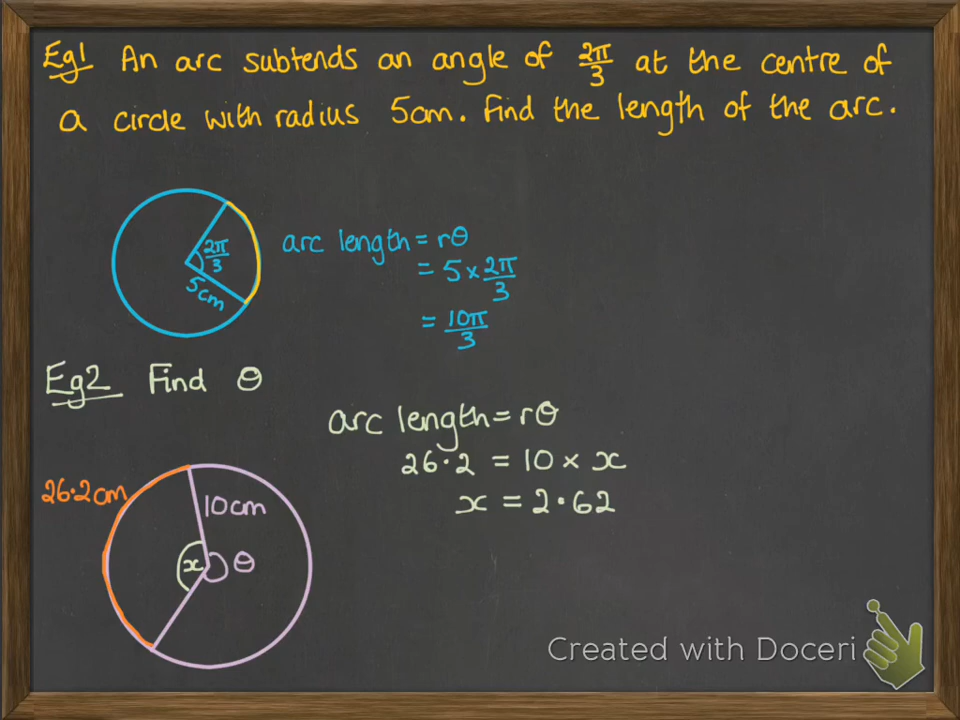 Eg1 An arc subtends an angle of 2π/3 at the centre of
a circle with radius 5cm. Find the length of the arc.
2π/3
5cm
arc length = rθ
= 5 × 2π/3
= 10π/3
Eg2 Find θ
26·2cm
10cm
x
θ
arc length = rθ
26·2 = 10 × x
x = 2·62
Created with Doceri